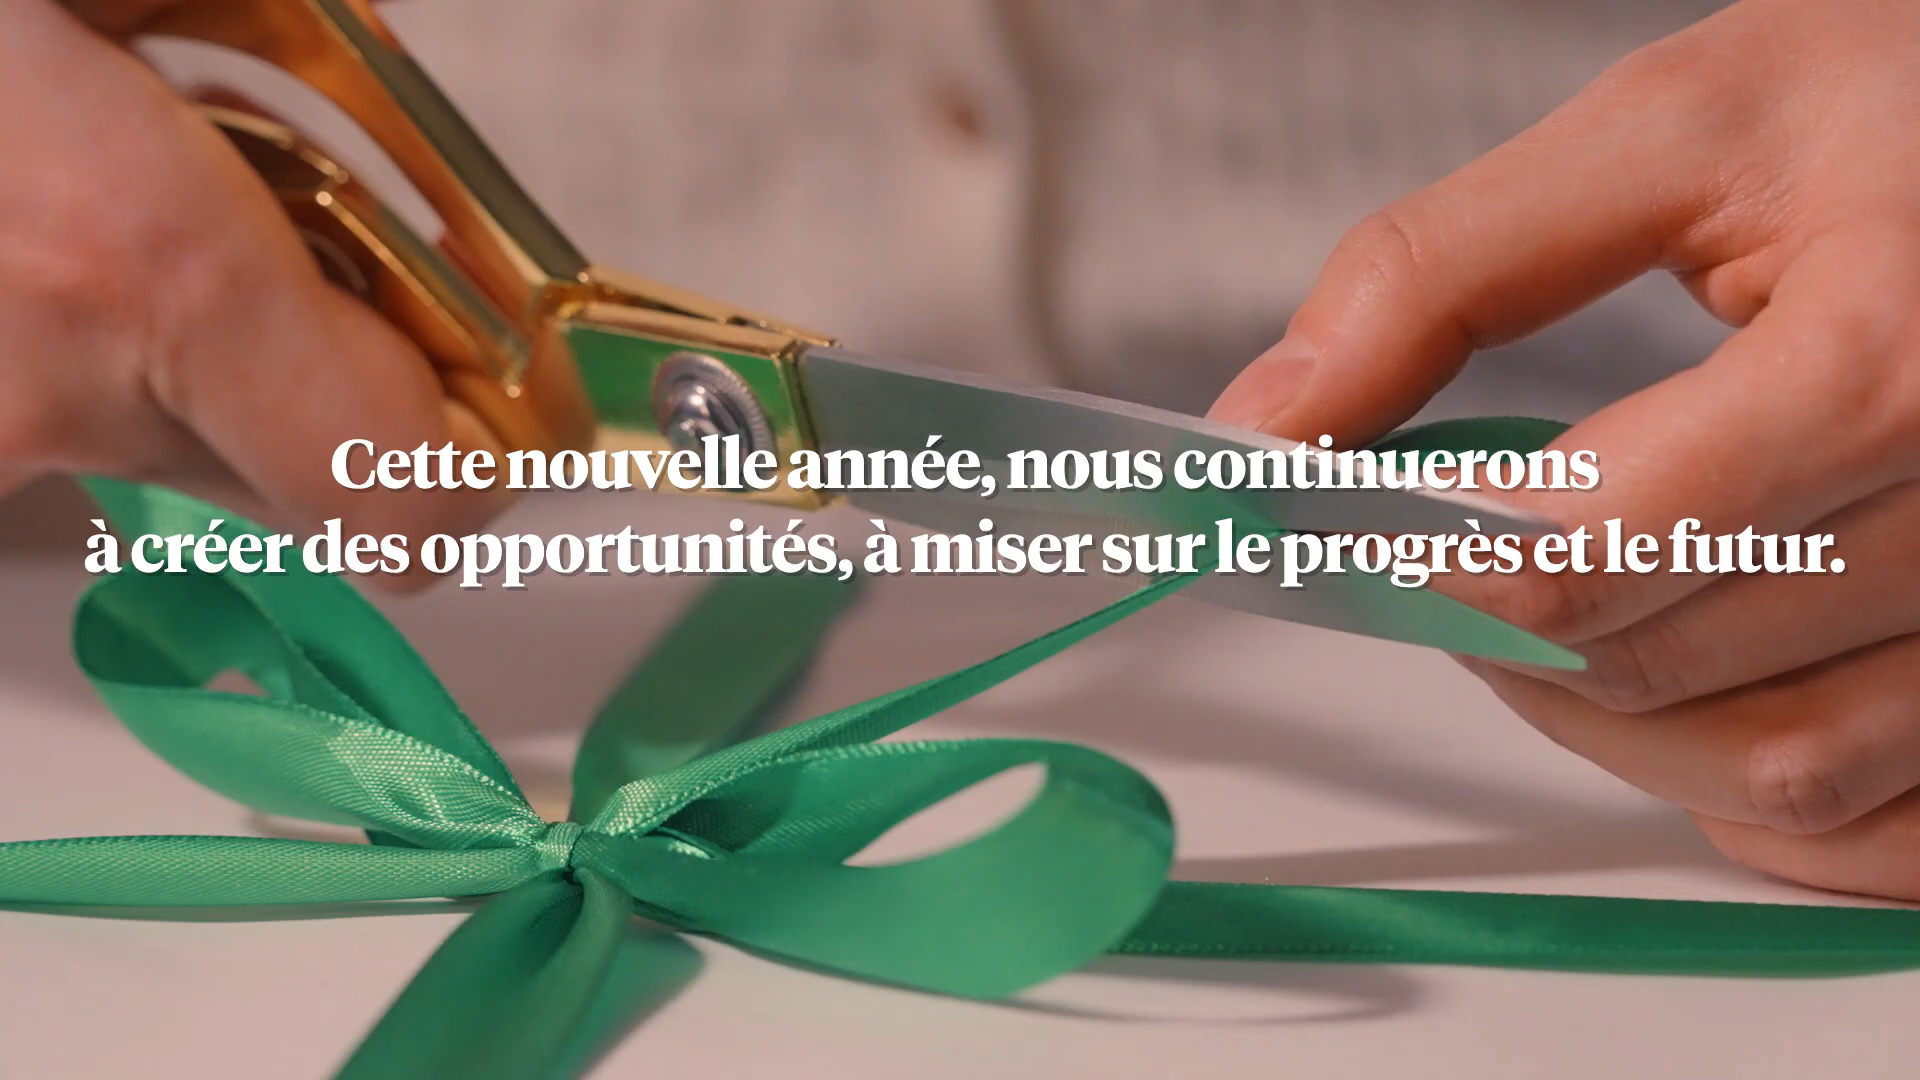 Cette nouvelle année, nous continuerons
à créer des opportunités, à miser sur le progrès et le futur.